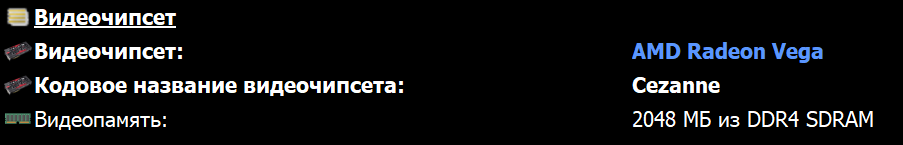 Видеочипсет
Видеочипсет: AMD Radeon Vega
Кодовое название видеочипсета: Cezanne
Видеопамять: 2048 МБ из DDR4 SDRAM